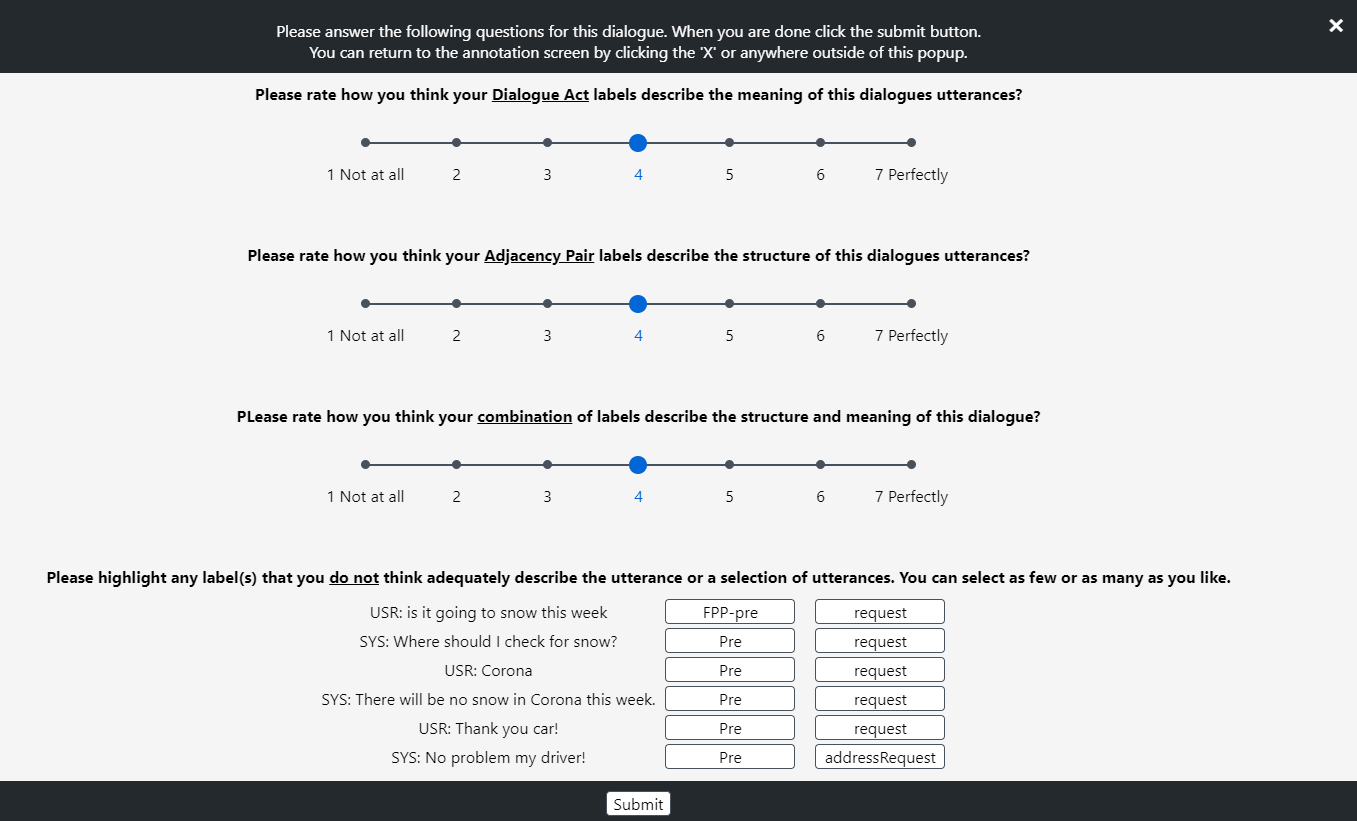 Please answer the following questions for this dialogue. When you are done click the submit button.
You can return to the annotation screen by clicking the 'X' or anywhere outside of this popup.
Please rate how you think your Dialogue Act labels describe the meaning of this dialogues utterances?
1 Not at all 2 3 4 5 6 7 Perfectly
Please rate how you think your Adjacency Pair labels describe the structure of this dialogues utterances?
1 Not at all 2 3 4 5 6 7 Perfectly
PLease rate how you think your combination of labels describe the structure and meaning of this dialogue?
1 Not at all 2 3 4 5 6 7 Perfectly
Please highlight any label(s) that you do not think adequately describe the utterance or a selection of utterances. You can select as few or as many as you like.
USR: is it going to snow this week FPP-pre request
SYS: Where should I check for snow? Pre request
USR: Corona Pre request
SYS: There will be no snow in Corona this week. Pre request
USR: Thank you car! Pre request
SYS: No problem my driver! Pre addressRequest
Submit